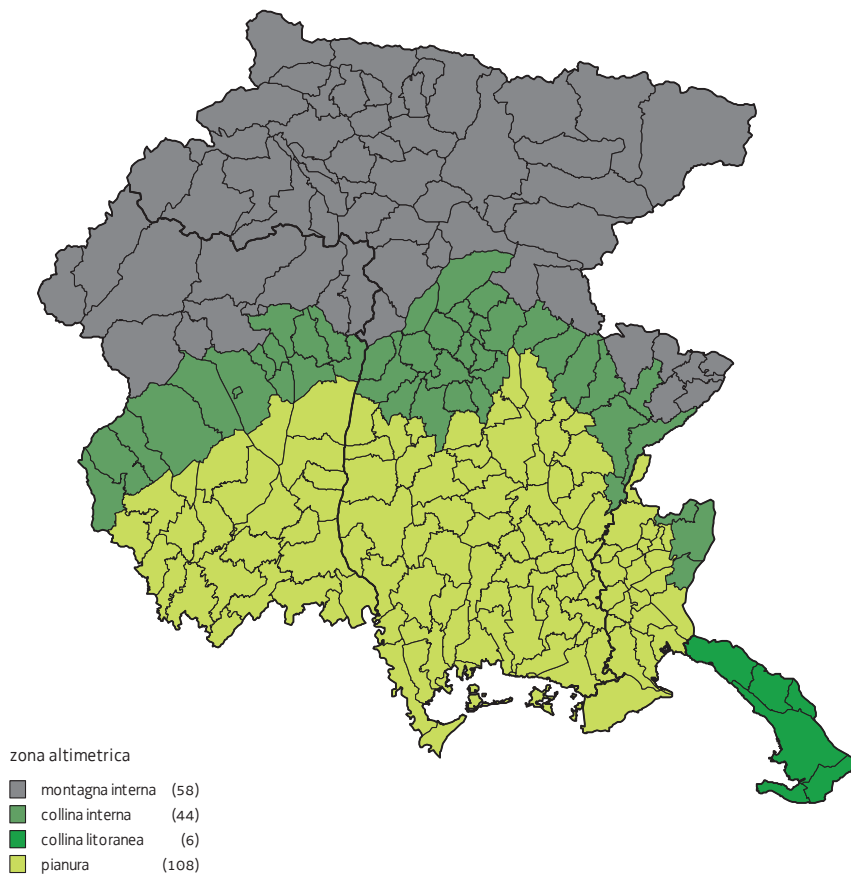 zona altimetrica
montagna interna (58)
collina interna (44)
collina litoranea (6)
pianura (108)